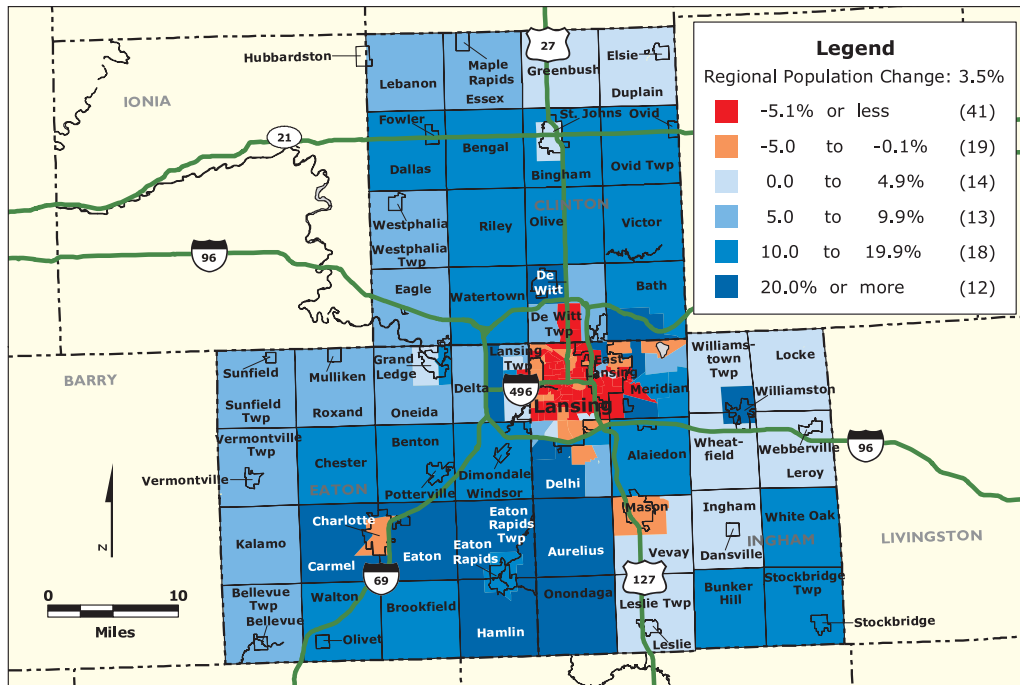 Legend
Regional Population Change: 3.5%
-5.1% or less (41)
-5.0 to -0.1% (19)
0.0 to 4.9% (14)
5.0 to 9.9% (13)
10.0 to 19.9% (18)
20.0% or more (12)
Hubbardston
Lebanon
Maple
Rapids
Essex
27
Greenbush
Elsie
Duplain
IONIA
21
Fowler
Dallas
Bengal
St. Johns
Bingham
Ovid
Ovid Twp
CLINTON
Westphalia
Westphalia
Twp
Riley
Olive
Victor
96
Eagle
Watertown
De
Witt
De Witt
Twp
Bath
BARRY
Sunfield
Sunfield
Twp
Mulliken
Roxand
Grand
Ledge
Oneida
Delta
Lansing
Twp
496
East
Lansing
Lansing
Meridian
Williams-
town Twp
Williamston
Locke
Vermontville
Twp
Vermontville
Chester
EATON
Benton
Potterville
Dimondale
Windsor
Delhi
Alaiedon
Wheat-
field
Webberville
Leroy
96
N
Kalamo
Charlotte
Carmel
Eaton
Eaton
Rapids
Twp
Eaton
Rapids
Aurelius
Mason
Vevay
Ingham
Dansville
White Oak
INGHAM
LIVINGSTON
0
10
Miles
Bellevue
Twp
Bellevue
69
Walton
Olivet
Brookfield
Hamlin
Onondaga
127
Leslie Twp
Leslie
Bunker
Hill
Stockbridge
Twp
Stockbridge